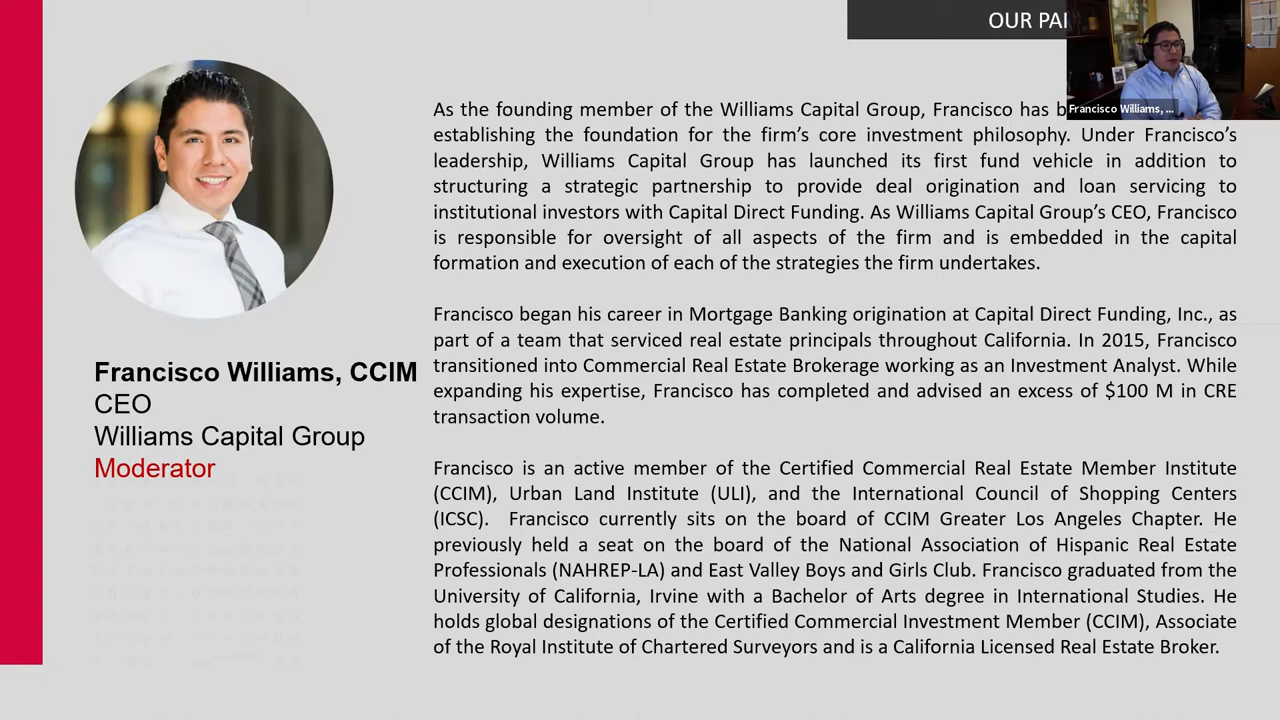 OUR PA
Francisco Williams, ...
As the founding member of the Williams Capital Group, Francisco has
establishing the foundation for the firm's core investment philosophy. Under Francisco's
leadership, Williams Capital Group has launched its first fund vehicle in addition to
structuring a strategic partnership to provide deal origination and loan servicing to
institutional investors with Capital Direct Funding. As Williams Capital Group's CEO, Francisco
is responsible for oversight of all aspects of the firm and is embedded in the capital
formation and execution of each of the strategies the firm undertakes.
Francisco began his career in Mortgage Banking origination at Capital Direct Funding, Inc., as
part of a team that serviced real estate principals throughout California. In 2015, Francisco
transitioned into Commercial Real Estate Brokerage working as an Investment Analyst. While
expanding his expertise, Francisco has completed and advised an excess of $100 M in CRE
transaction volume.
Francisco is an active member of the Certified Commercial Real Estate Member Institute
(CCIM), Urban Land Institute (ULI), and the International Council of Shopping Centers
(ICSC). Francisco currently sits on the board of CCIM Greater Los Angeles Chapter. He
previously held a seat on the board of the National Association of Hispanic Real Estate
Professionals (NAHREP-LA) and East Valley Boys and Girls Club. Francisco graduated from the
University of California, Irvine with a Bachelor of Arts degree in International Studies. He
holds global designations of the Certified Commercial Investment Member (CCIM), Associate
of the Royal Institute of Chartered Surveyors and is a California Licensed Real Estate Broker.
Francisco Williams, CCIM
CEO
Williams Capital Group
Moderator